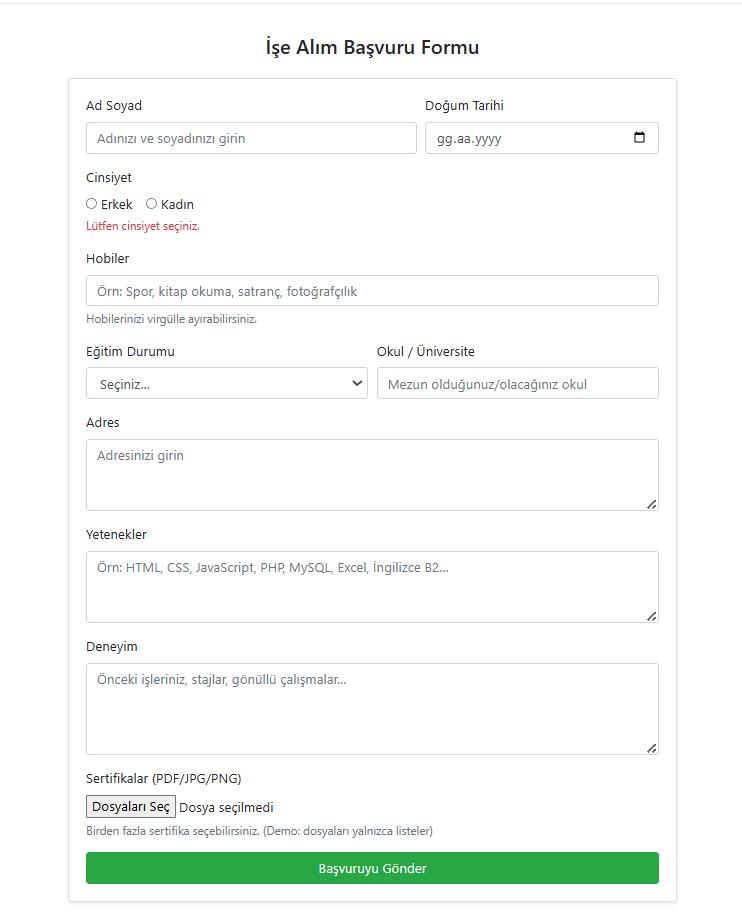 İşe Alım Başvuru Formu
Ad Soyad
Doğum Tarihi
Adınızı ve soyadınızı girin
gg.aa.yyyy
Cinsiyet
Erkek
Kadın
Lütfen cinsiyet seçiniz.
Hobiler
Örn: Spor, kitap okuma, satranç, fotoğrafçılık
Hobilerinizi virgülle ayırabilirsiniz.
Eğitim Durumu
Okul / Üniversite
Seçiniz...
Mezun olduğunuz/olacağınız okul
Adres
Adresinizi girin
Yetenekler
Örn: HTML, CSS, JavaScript, PHP, MySQL, Excel, İngilizce B2...
Deneyim
Önceki işleriniz, stajlar, gönüllü çalışmalar...
Sertifikalar (PDF/JPG/PNG)
Dosyaları Seç Dosya seçilmedi
Birden fazla sertifika seçebilirsiniz. (Demo: dosyaları yalnızca listeler)
Başvuruyu Gönder